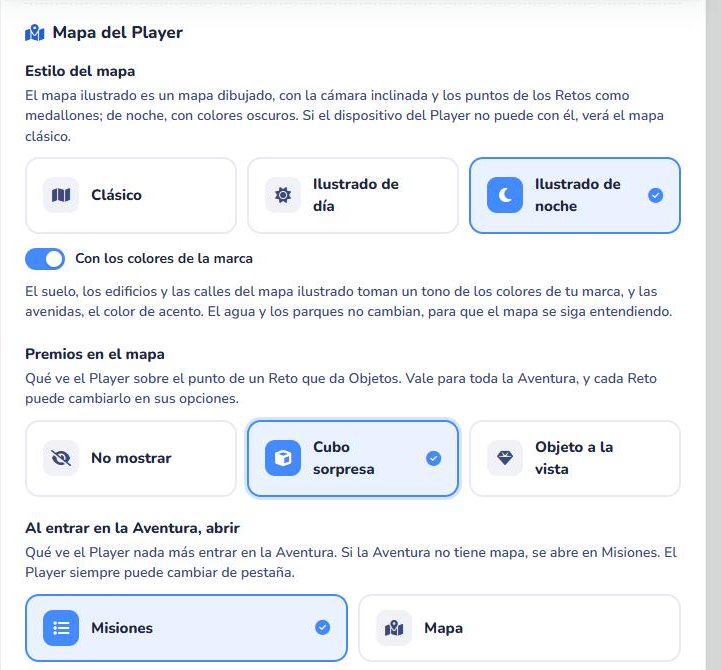 Mapa del Player
Estilo del mapa
El mapa ilustrado es un mapa dibujado, con la cámara inclinada y los puntos de los Retos como
medallones; de noche, con colores oscuros. Si el dispositivo del Player no puede con él, verá el mapa
clásico.
Clásico
Ilustrado de
día
Ilustrado de
noche
Con los colores de la marca
El suelo, los edificios y las calles del mapa ilustrado toman un tono de los colores de tu marca, y las
avenidas, el color de acento. El agua y los parques no cambian, para que el mapa se siga entendiendo.
Premios en el mapa
Qué ve el Player sobre el punto de un Reto que da Objetos. Vale para toda la Aventura, y cada Reto
puede cambiarlo en sus opciones.
No mostrar
Cubo
sorpresa
Objeto a la
vista
Al entrar en la Aventura, abrir
Qué ve el Player nada más entrar en la Aventura. Si la Aventura no tiene mapa, se abre en Misiones. El
Player siempre puede cambiar de pestaña.
Misiones
Mapa